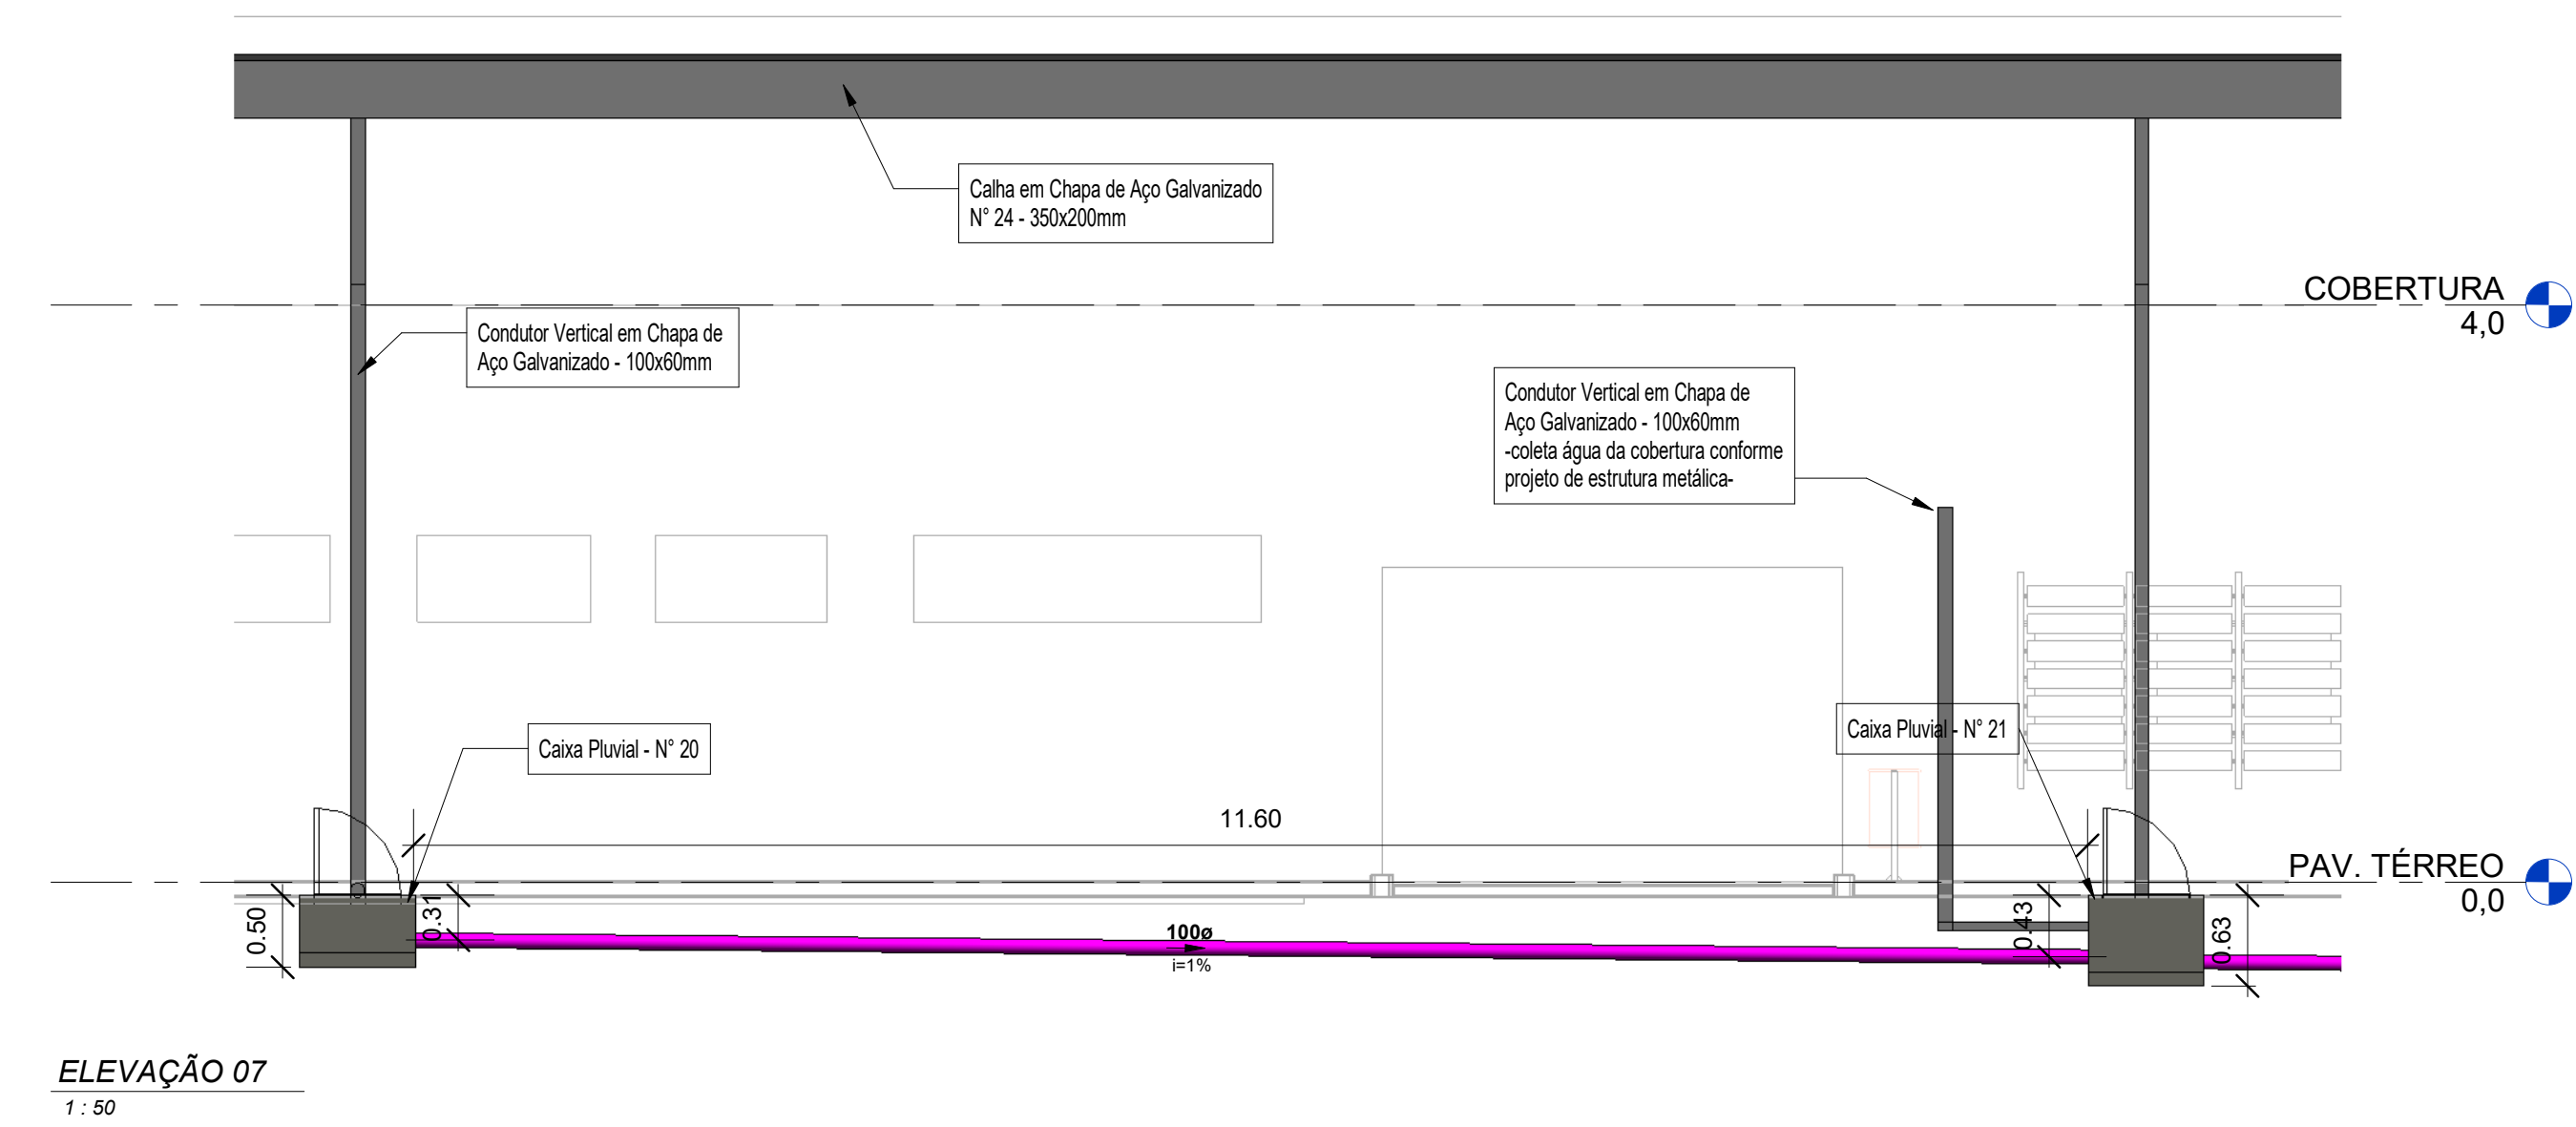 Calha em Chapa de Aço Galvanizado
N° 24 - 350x200mm
COBERTURA
4,0
Condutor Vertical em Chapa de
Aço Galvanizado - 100x60mm
Condutor Vertical em Chapa de
Aço Galvanizado - 100x60mm
-coleta água da cobertura conforme
projeto de estrutura metálica-
Caixa Pluvial - N° 20
Caixa Pluvial - N° 21
11.60
PAV. TÉRREO
0,0
0.50
0.31
100ø
i=1%
0.43
0.63
ELEVAÇÃO 07
1 : 50